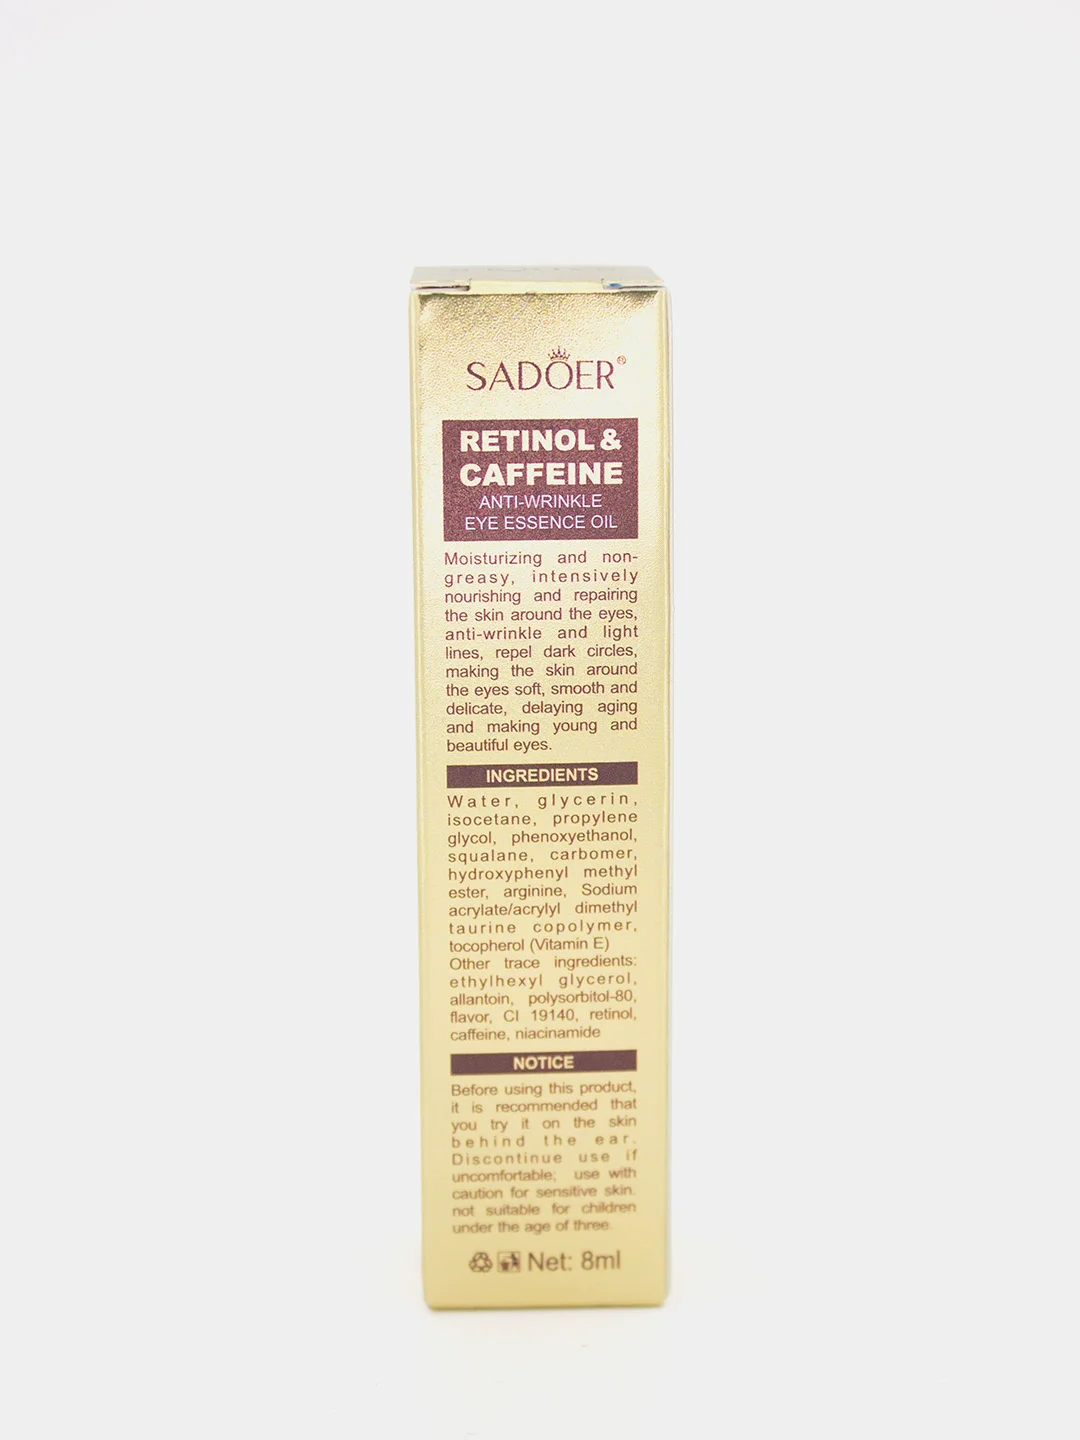 SADOER®
RETINOL &
CAFFEINE
ANTI-WRINKLE
EYE ESSENCE OIL
Moisturizing and non-
greasy, intensively
nourishing and repairing
the skin around the eyes,
anti-wrinkle and light
lines, repel dark circles,
making the skin around
the eyes soft, smooth and
delicate, delaying aging
and making young and
beautiful eyes.
INGREDIENTS
Water, glycerin,
isocetane, propylene
glycol, phenoxyethanol,
squalane, carbomer,
hydroxyphenyl methyl
ester, arginine, Sodium
acrylate/acrylyl dimethyl
taurine copolymer,
tocopherol (Vitamin E)
Other trace ingredients:
ethylhexyl glycerol,
allantoin, polysorbitol-80,
flavor, CI 19140, retinol,
caffeine, niacinamide
NOTICE
Before using this product,
it is recommended that
you try it on the skin
behind the ear.
Discontinue use if
uncomfortable; use with
caution for sensitive skin.
not suitable for children
under the age of three.
Net: 8ml